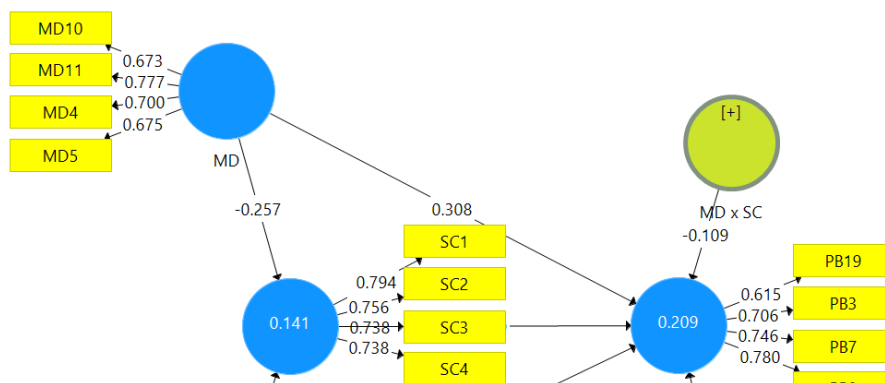 MD10
MD11
MD4
MD5
0.673
0.777
0.700
0.675
MD
[+]
MD x SC
-0.257
0.308
-0.109
SC1
SC2
SC3
SC4
0.794
0.756
0.738
0.738
0.141
0.209
0.615
0.706
0.746
0.780
PB19
PB3
PB7